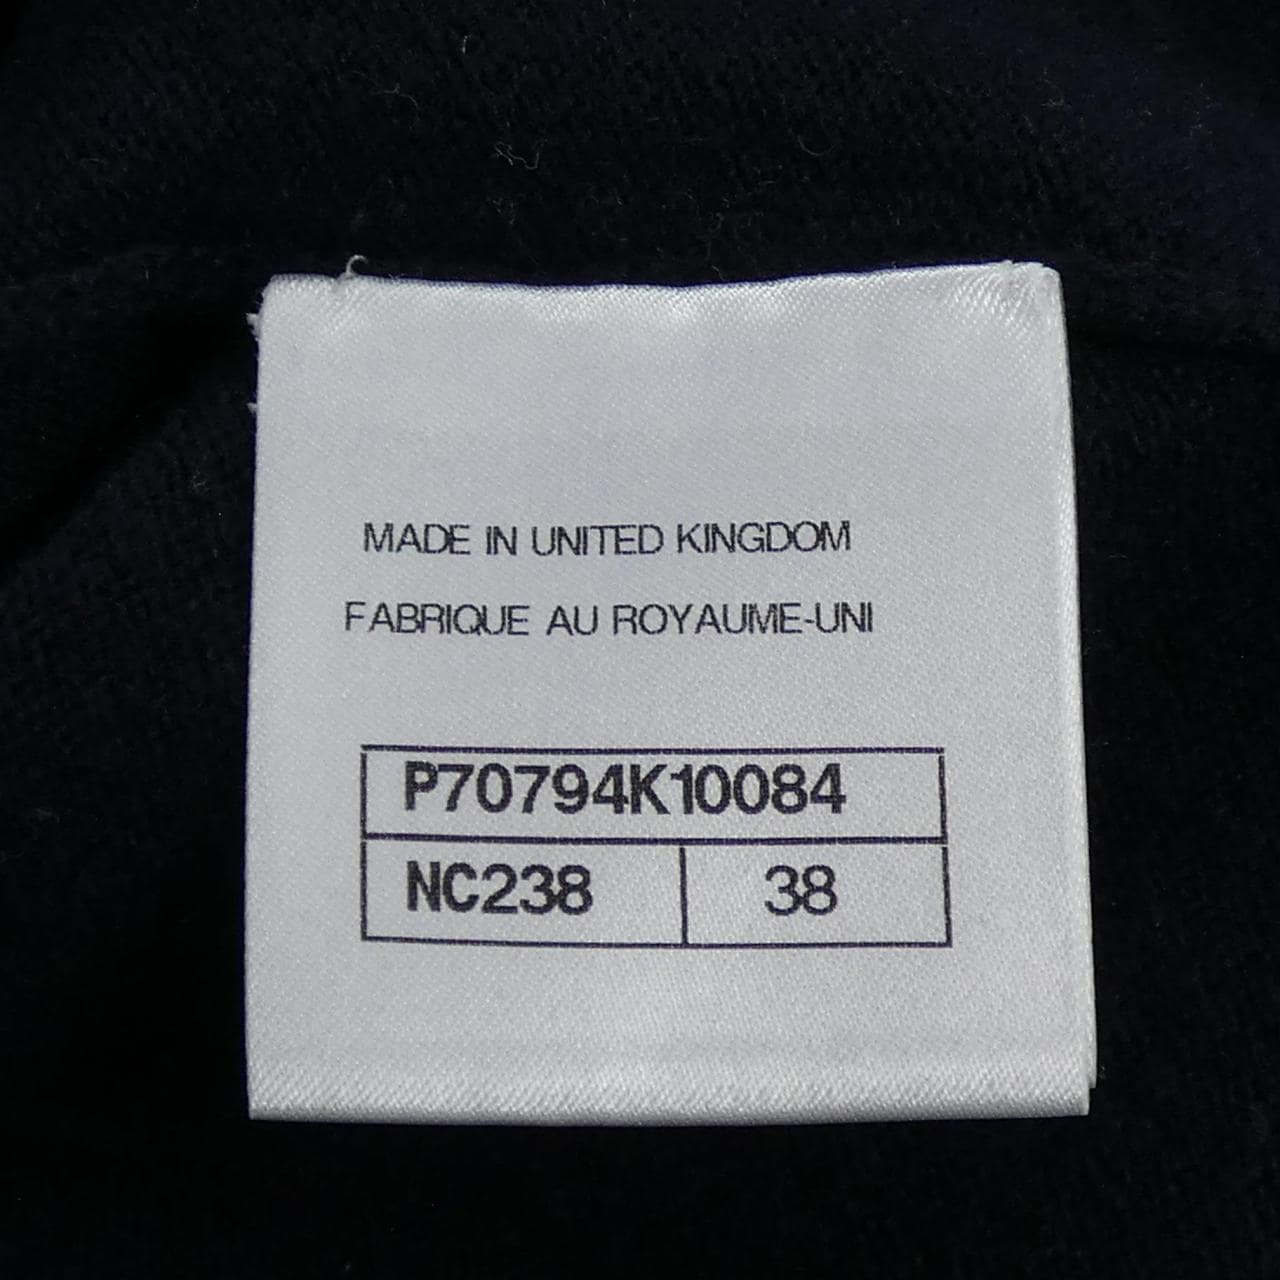 MADE IN UNITED KINGDOM
FABRIQUE AU ROYAUME-UNI
P70794K10084
NC238 38